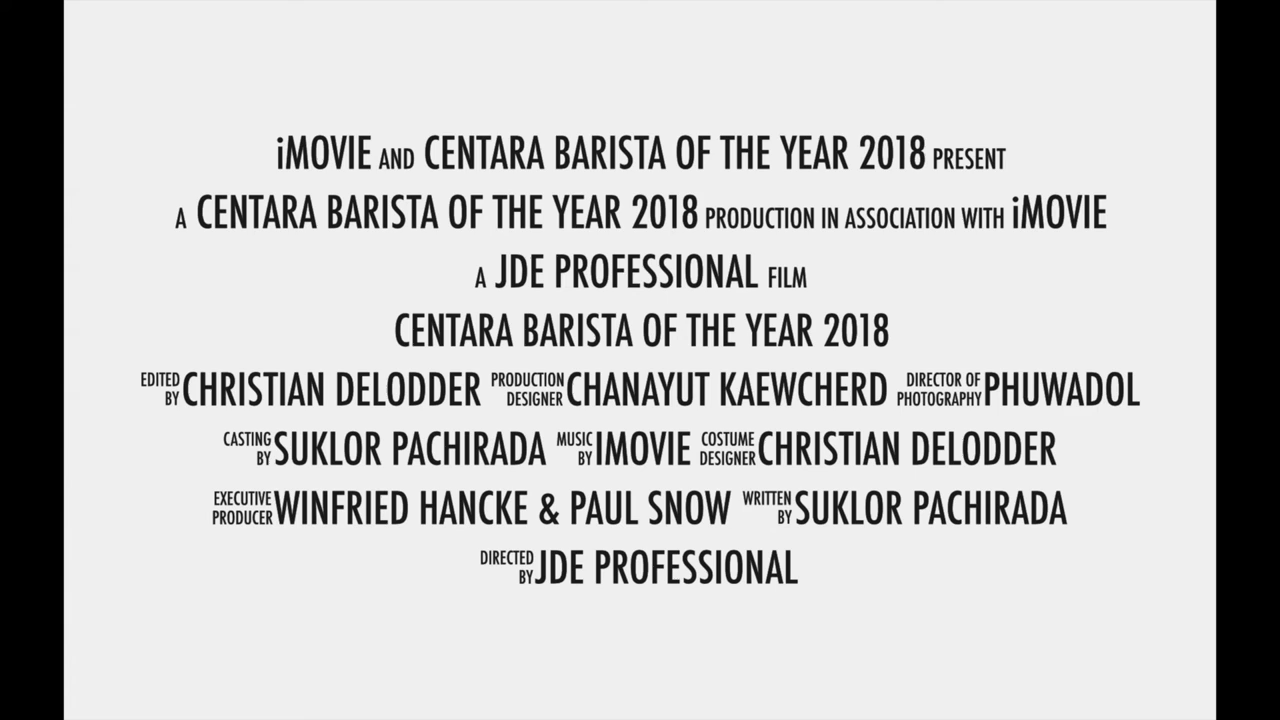 iMOVIE AND CENTARA BARISTA OF THE YEAR 2018 PRESENT
A CENTARA BARISTA OF THE YEAR 2018 PRODUCTION IN ASSOCIATION WITH iMOVIE
A JDE PROFESSIONAL FILM
CENTARA BARISTA OF THE YEAR 2018
EDITED BY CHRISTIAN DELODDER PRODUCTION DESIGNER CHANAYUT KAEWCHERD DIRECTOR OF PHOTOGRAPHY PHUWADOL
CASTING BY SUKLOR PACHIRADA MUSIC BY IMOVIE COSTUME DESIGNER CHRISTIAN DELODDER
EXECUTIVE PRODUCER WINFRIED HANCKE & PAUL SNOW WRITTEN BY SUKLOR PACHIRADA
DIRECTED BY JDE PROFESSIONAL